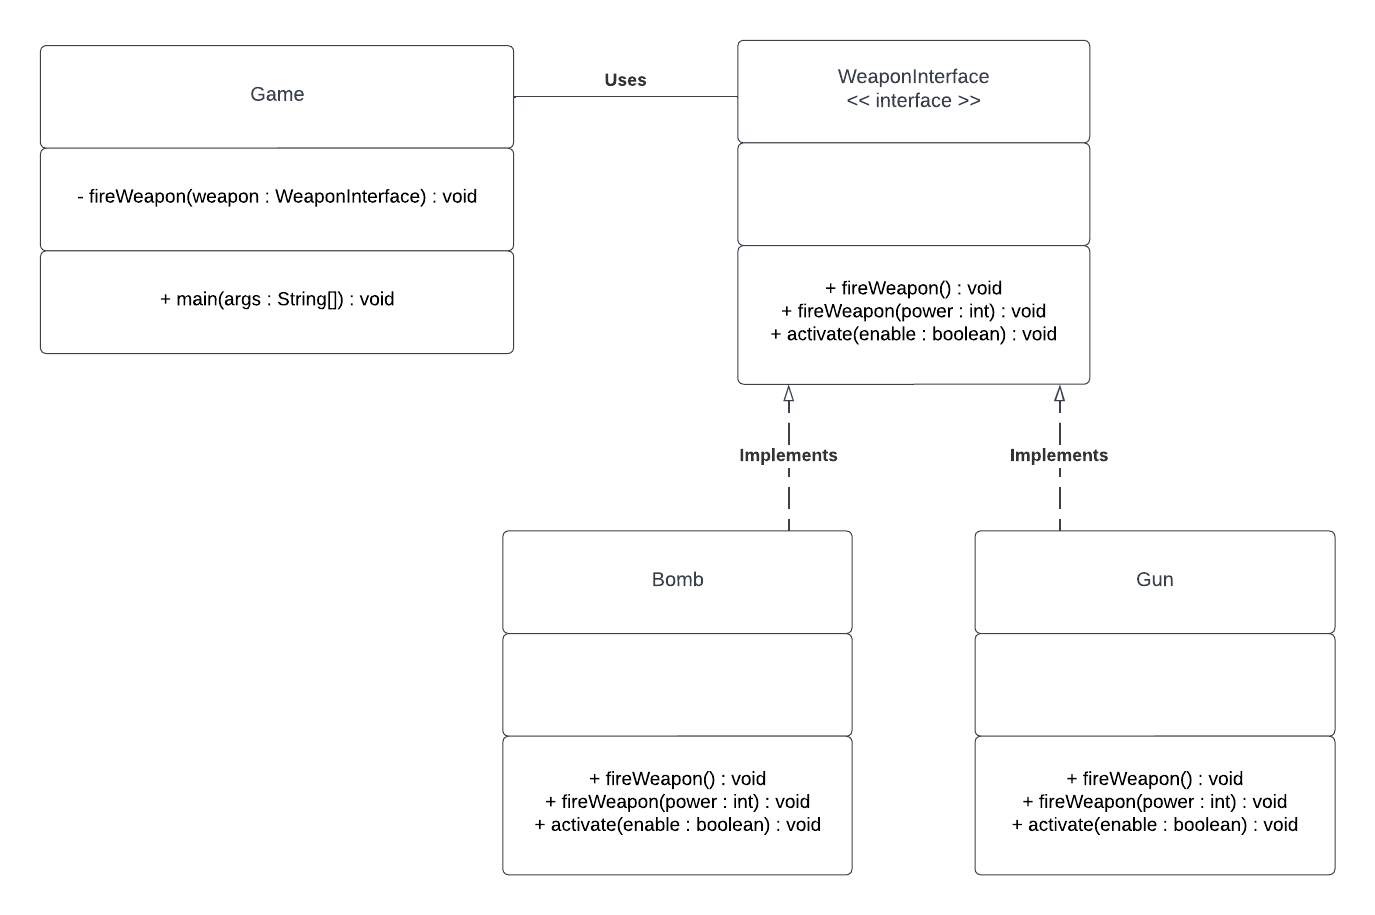 Game
- fireWeapon(weapon : WeaponInterface) : void
+ main(args : String[]) : void
Uses
WeaponInterface
<< interface >>
+ fireWeapon() : void
+ fireWeapon(power : int) : void
+ activate(enable : boolean) : void
Implements
Implements
Bomb
+ fireWeapon() : void
+ fireWeapon(power : int) : void
+ activate(enable : boolean) : void
Gun
+ fireWeapon() : void
+ fireWeapon(power : int) : void
+ activate(enable : boolean) : void